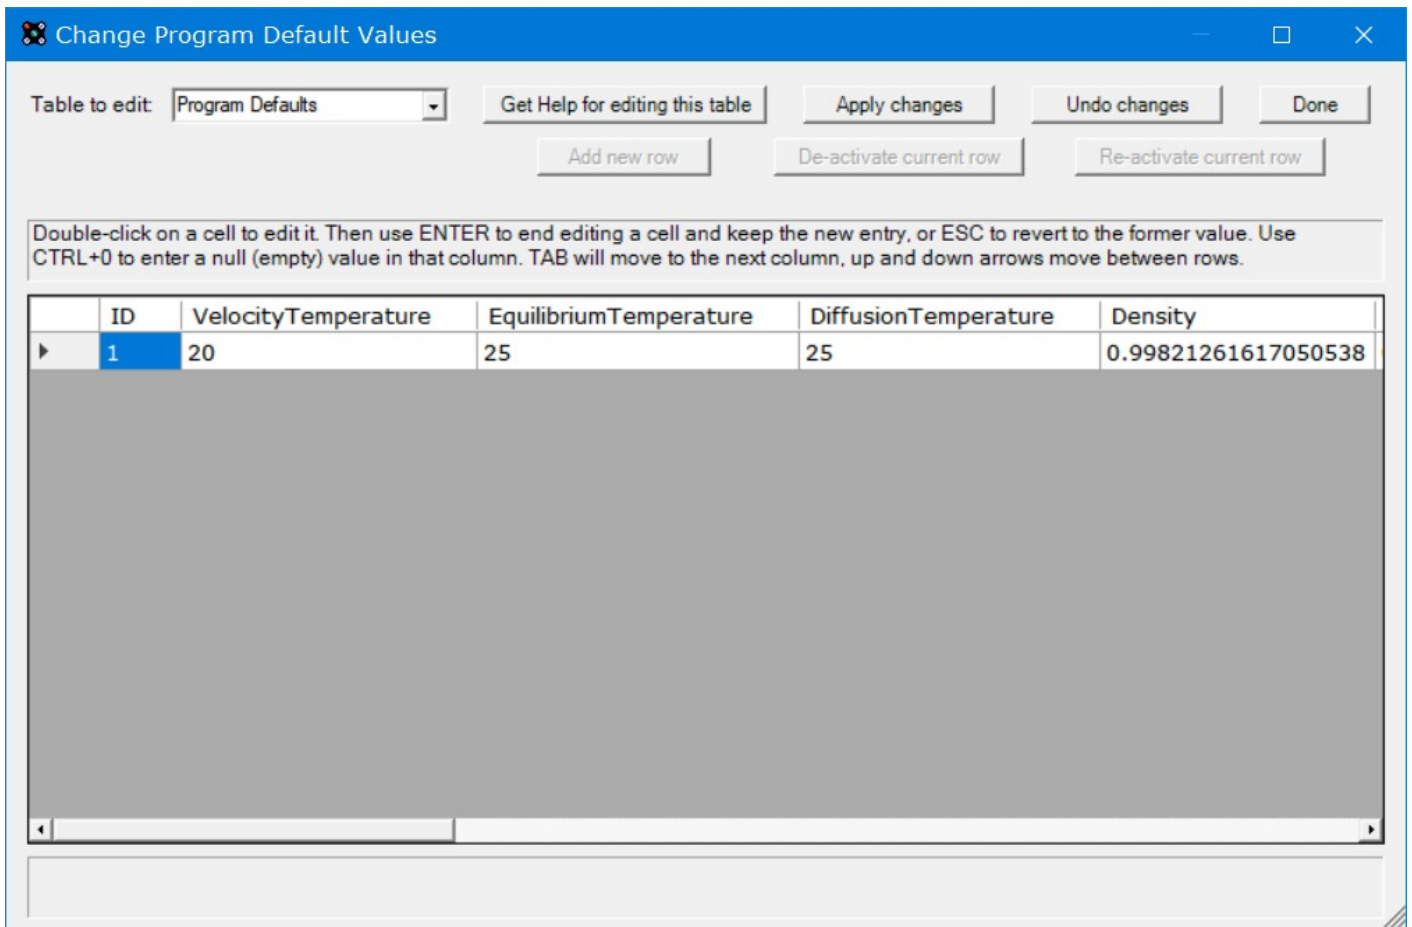 Change Program Default Values
Table to edit: Program Defaults Get Help for editing this table Apply changes Undo changes Done
Add new row De-activate current row Re-activate current row
Double-click on a cell to edit it. Then use ENTER to end editing a cell and keep the new entry, or ESC to revert to the former value. Use
CTRL+0 to enter a null (empty) value in that column. TAB will move to the next column, up and down arrows move between rows.
ID VelocityTemperature EquilibriumTemperature DiffusionTemperature Density
1 20 25 25 0.99821261617050538